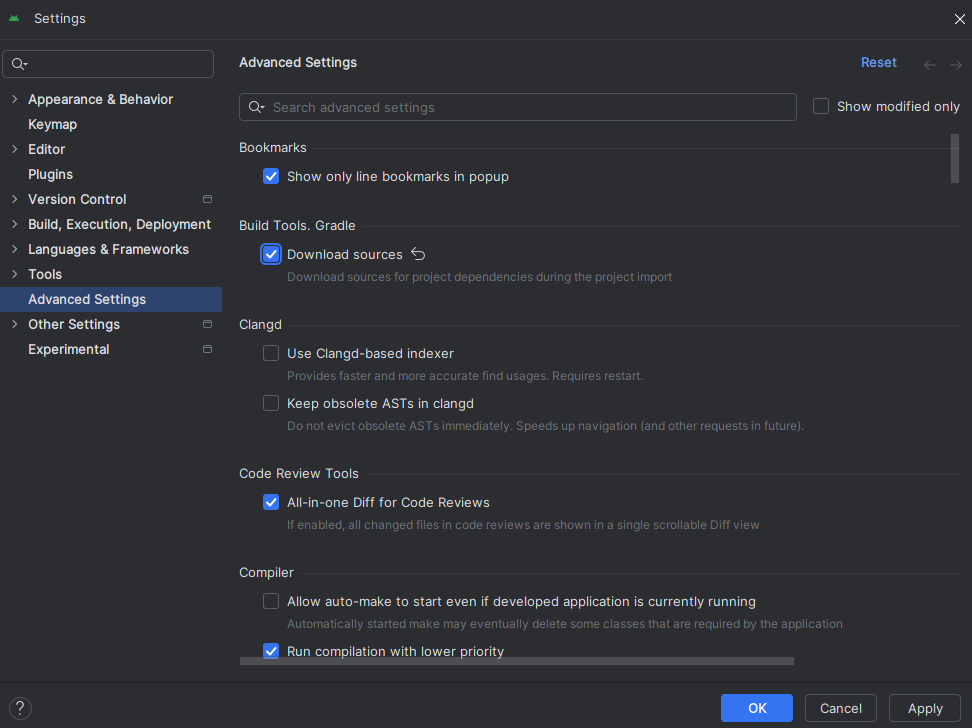 Settings
Appearance & Behavior
Keymap
Editor
Plugins
Version Control
Build, Execution, Deployment
Languages & Frameworks
Tools
Advanced Settings
Other Settings
Experimental
Advanced Settings
Reset
Search advanced settings
Show modified only
Bookmarks
Show only line bookmarks in popup
Build Tools. Gradle
Download sources
Download sources for project dependencies during the project import
Clangd
Use Clangd-based indexer
Provides faster and more accurate find usages. Requires restart.
Keep obsolete ASTs in clangd
Do not evict obsolete ASTs immediately. Speeds up navigation (and other requests in future).
Code Review Tools
All-in-one Diff for Code Reviews
If enabled, all changed files in code reviews are shown in a single scrollable Diff view
Compiler
Allow auto-make to start even if developed application is currently running
Automatically started make may eventually delete some classes that are required by the application
Run compilation with lower priority
?
OK
Cancel
Apply